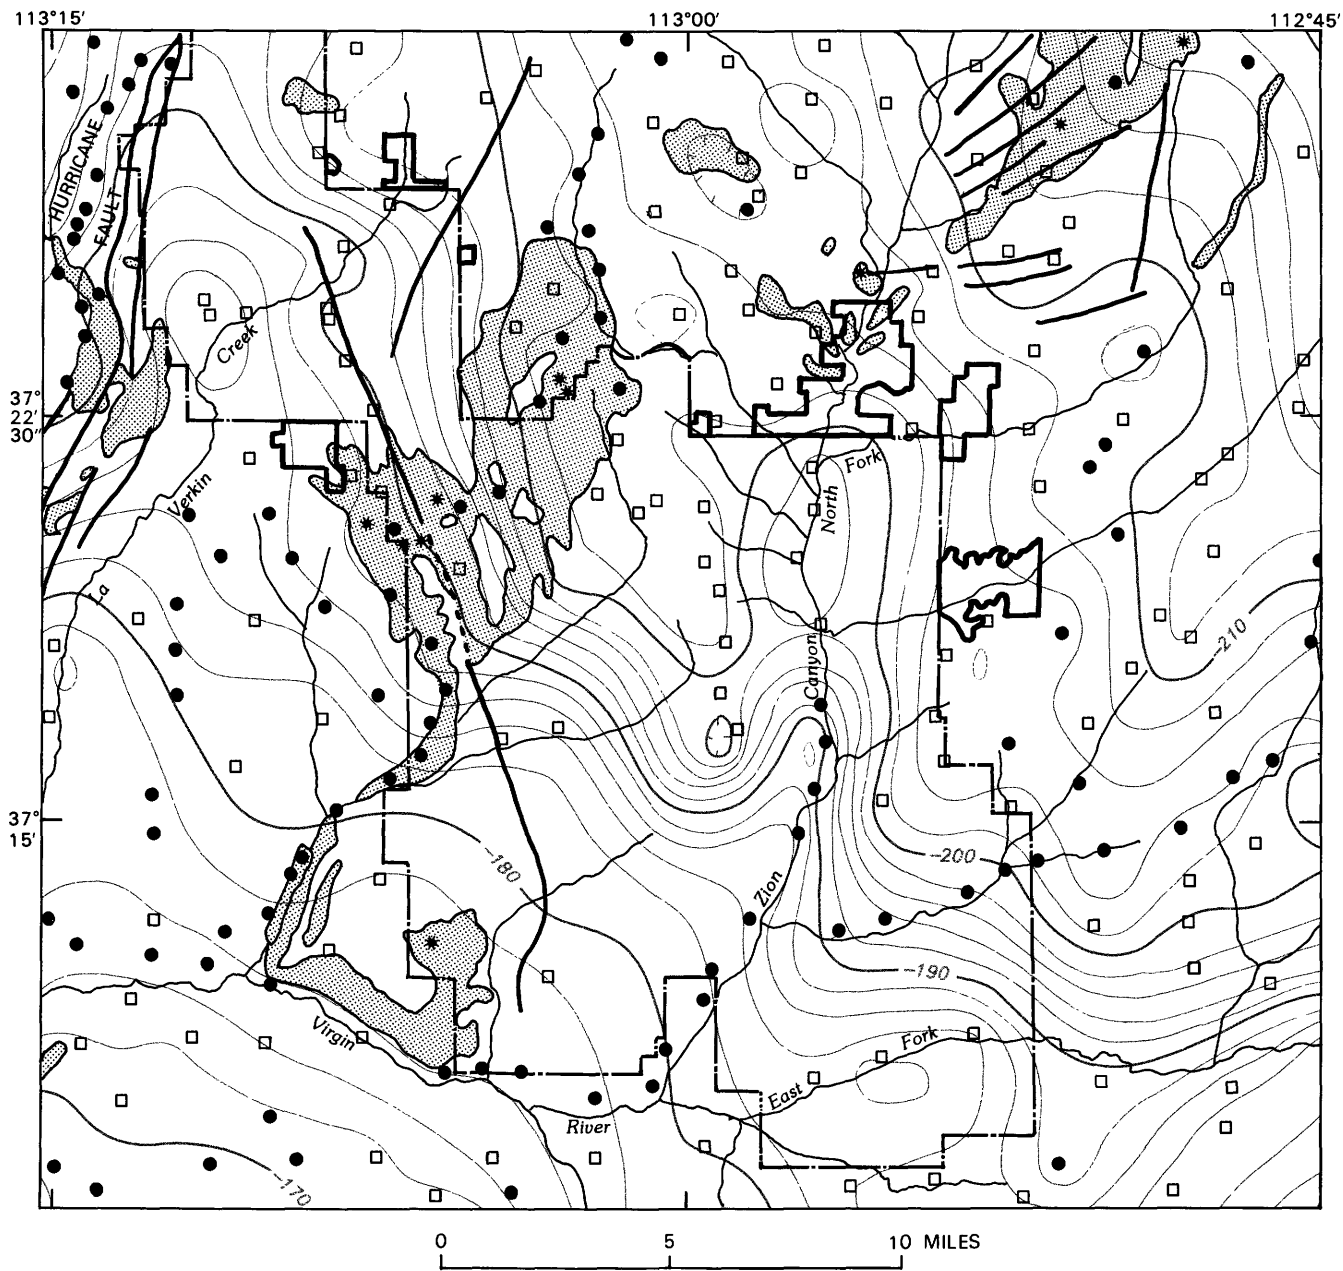 113°15'
113°00'
112°45'
HURRICANE
FAULT
Creek
37°
22'
30"
Verkin
La
North
Fork
Canyon
-210
37°
15'
-180
-200
Zion
-190
Virgin
Fork
East
River
-170
0 5 10 MILES